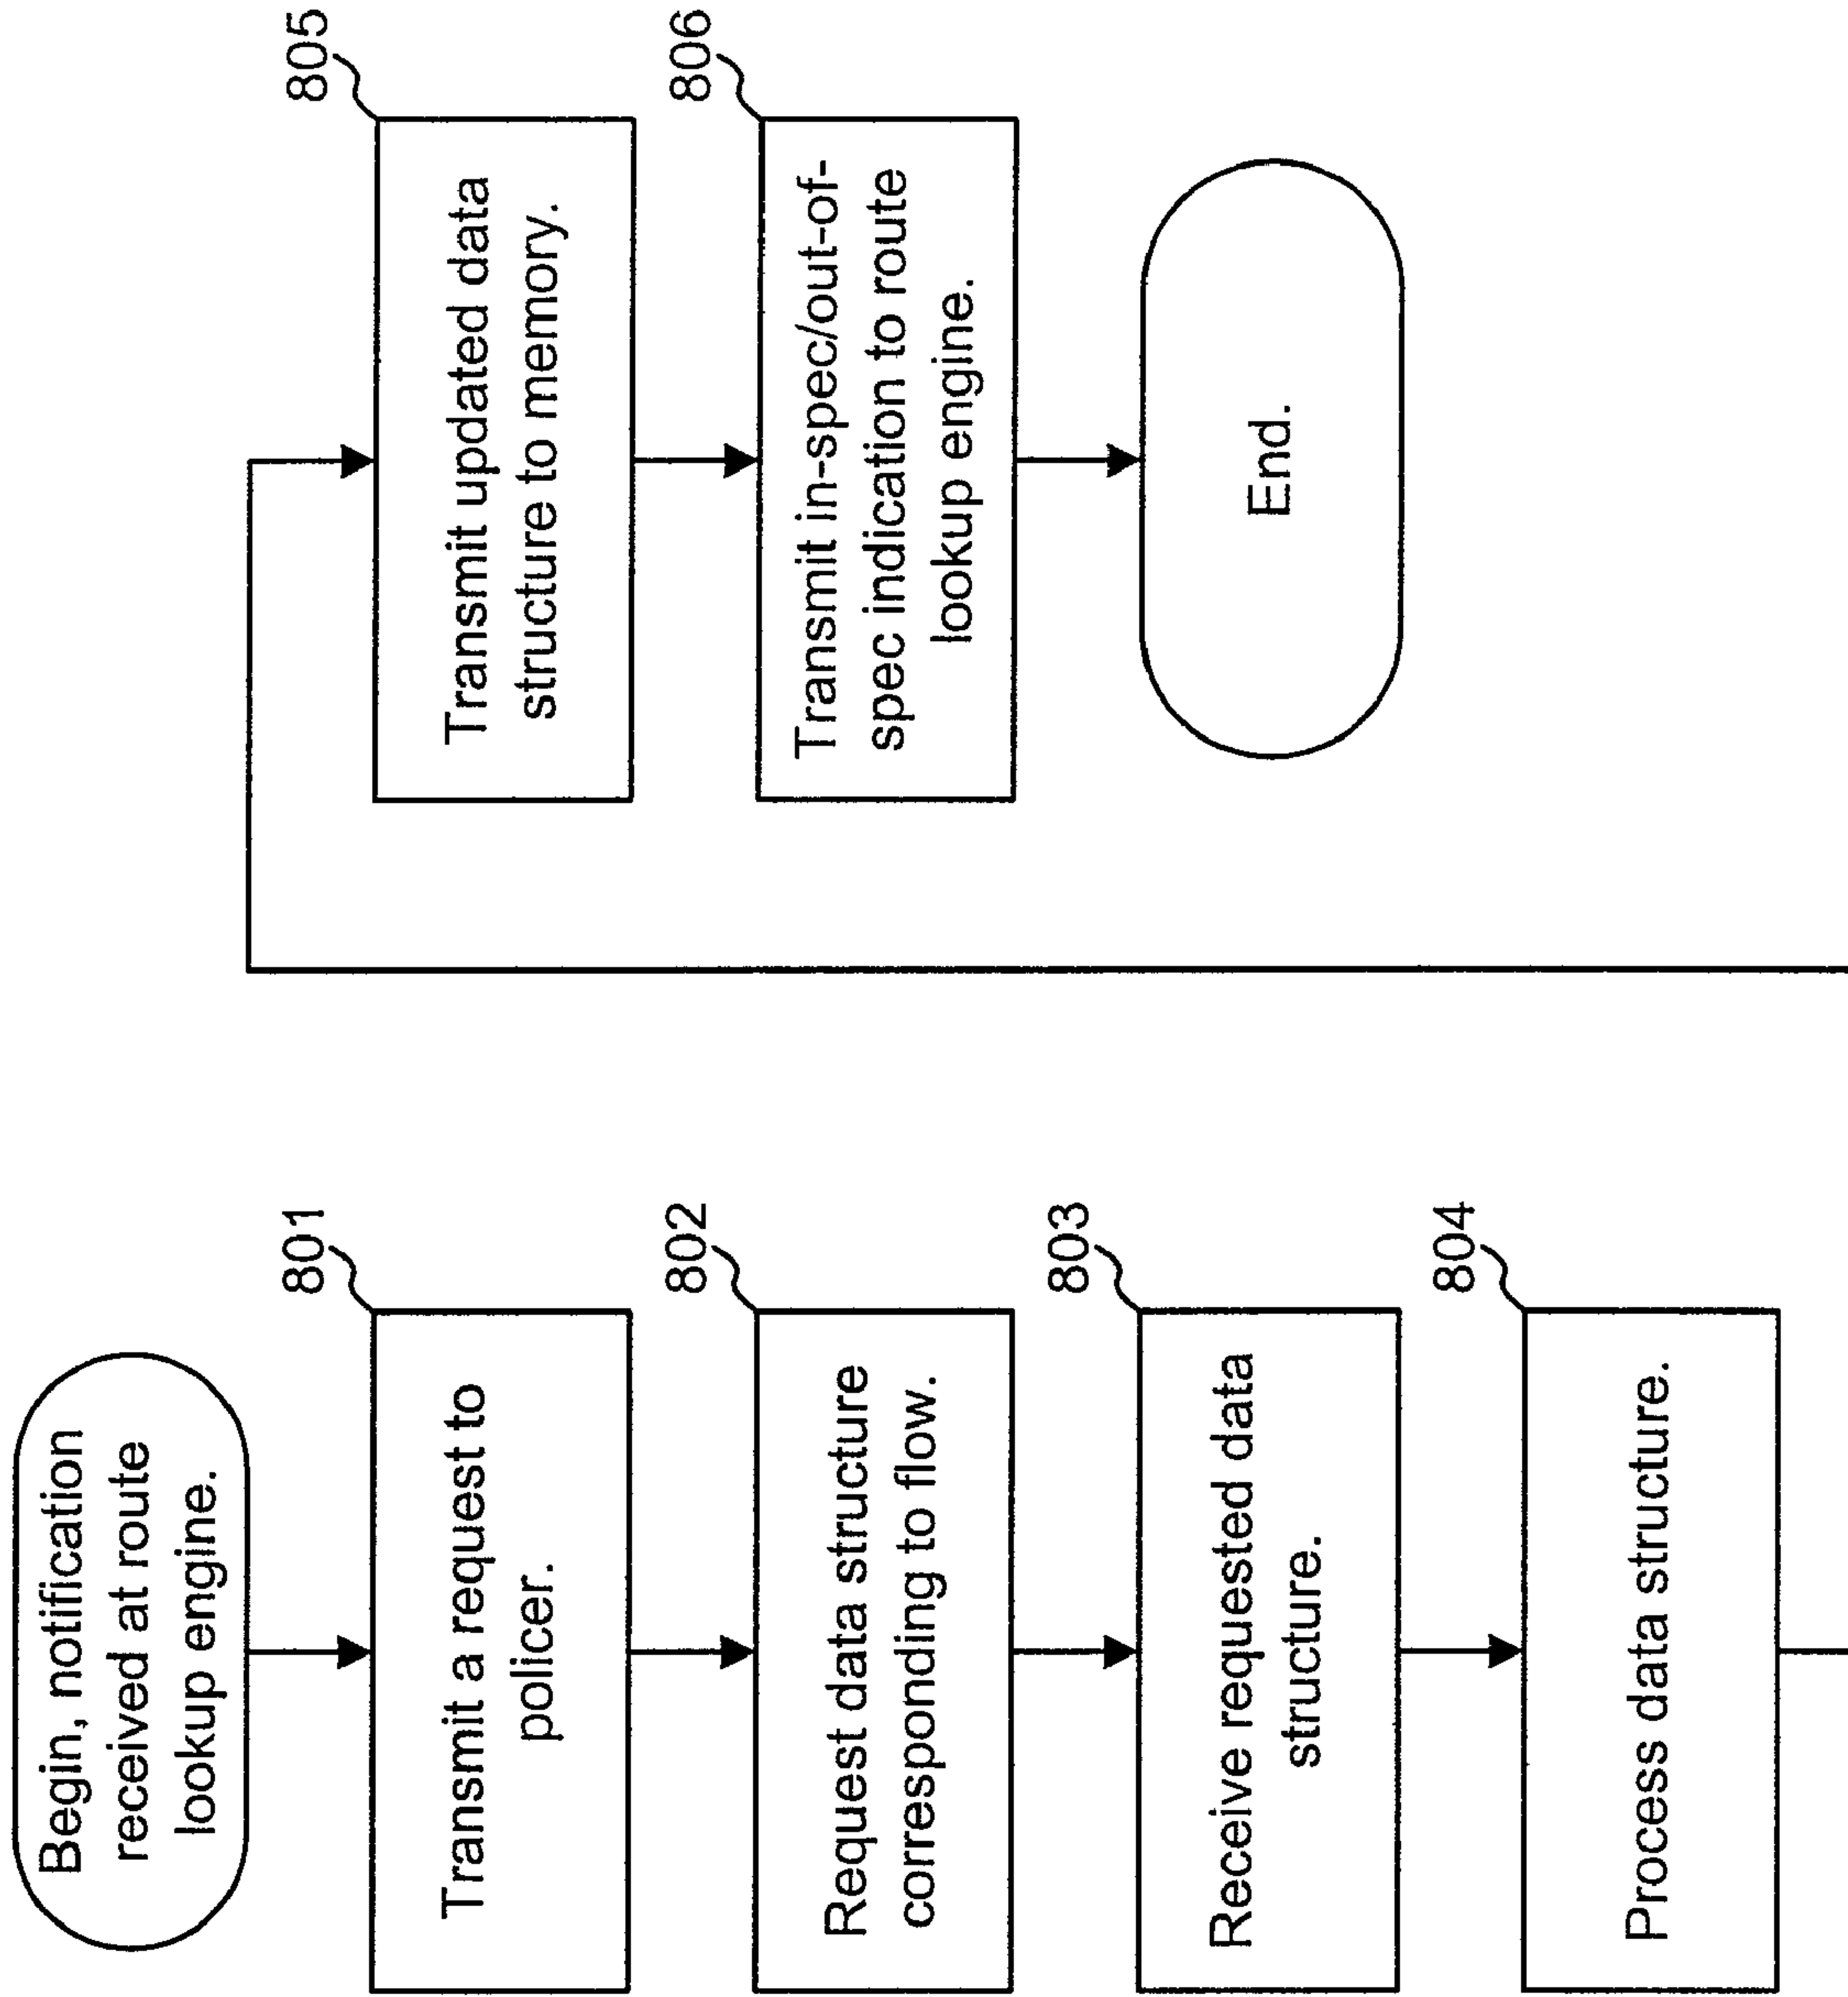 Begin, notification
received at route
lookup engine.
801
Transmit a request to
policer.
802
Request data structure
corresponding to flow.
803
Receive requested data
structure.
804
Process data structure.
805
Transmit updated data
structure to memory.
806
Transmit in-spec/out-of-
spec indication to route
lookup engine.
End.